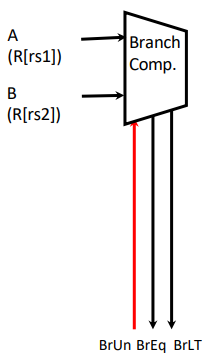 A
(R[rs1])
Branch
Comp.
B
(R[rs2])
BrUn BrEq BrLT